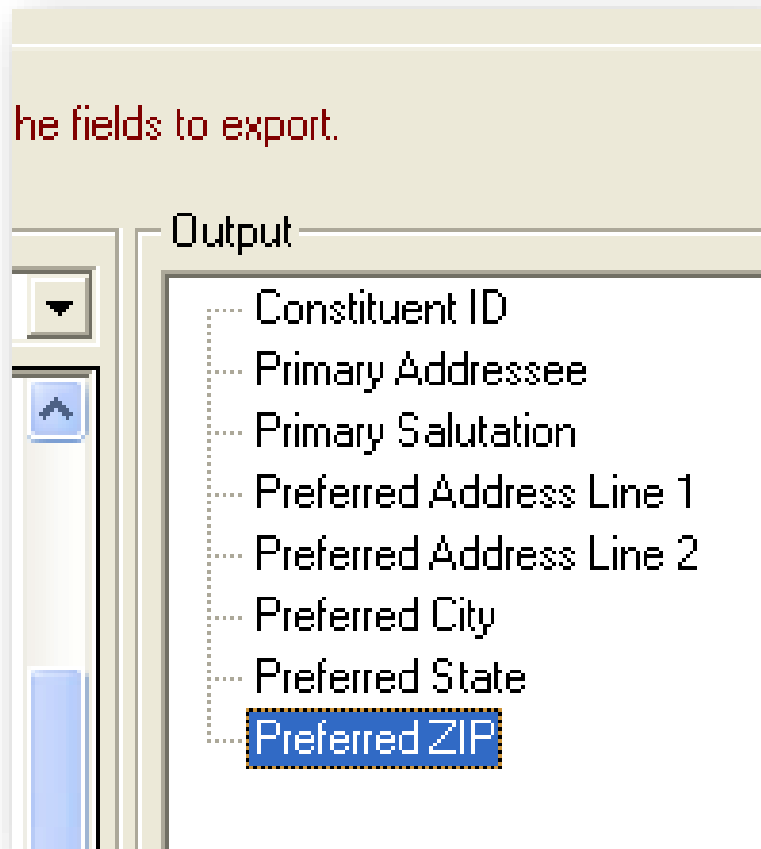 he fields to export.
Output
Constituent ID
Primary Addressee
Primary Salutation
Preferred Address Line 1
Preferred Address Line 2
Preferred City
Preferred State
Preferred ZIP